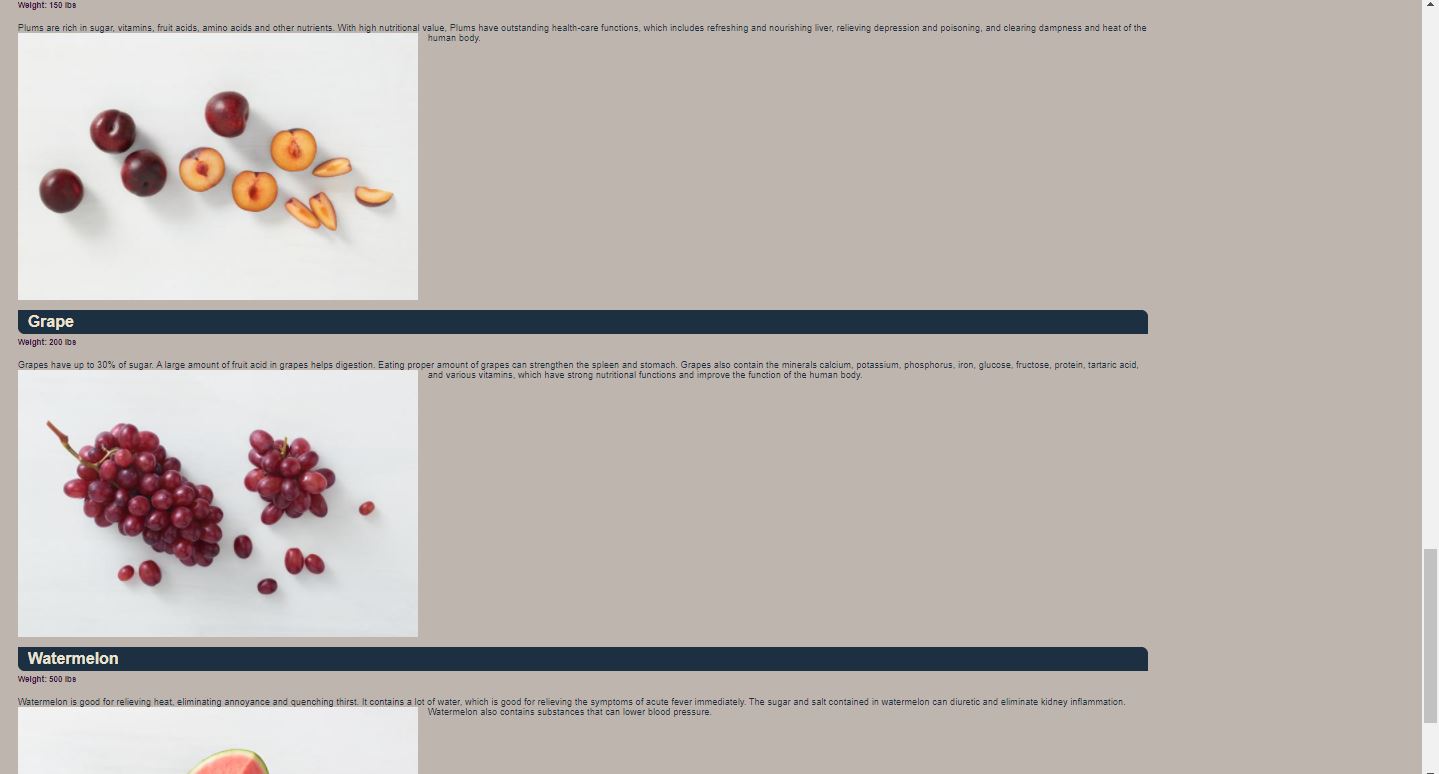 Weight: 150 lbs
Plums are rich in sugar, vitamins, fruit acids, amino acids and other nutrients. With high nutritional value, Plums have outstanding health-care functions, which includes refreshing and nourishing liver, relieving depression and poisoning, and clearing dampness and heat of the
human body.
Grape
Weight: 200 lbs
Grapes have up to 30% of sugar. A large amount of fruit acid in grapes helps digestion. Eating proper amount of grapes can strengthen the spleen and stomach. Grapes also contain the minerals calcium, potassium, phosphorus, iron, glucose, fructose, protein, tartaric acid,
and various vitamins, which have strong nutritional functions and improve the function of the human body.
Watermelon
Weight: 500 lbs
Watermelon is good for relieving heat, eliminating annoyance and quenching thirst. It contains a lot of water, which is good for relieving the symptoms of acute fever immediately. The sugar and salt contained in watermelon can diuretic and eliminate kidney inflammation.
Watermelon also contains substances that can lower blood pressure.